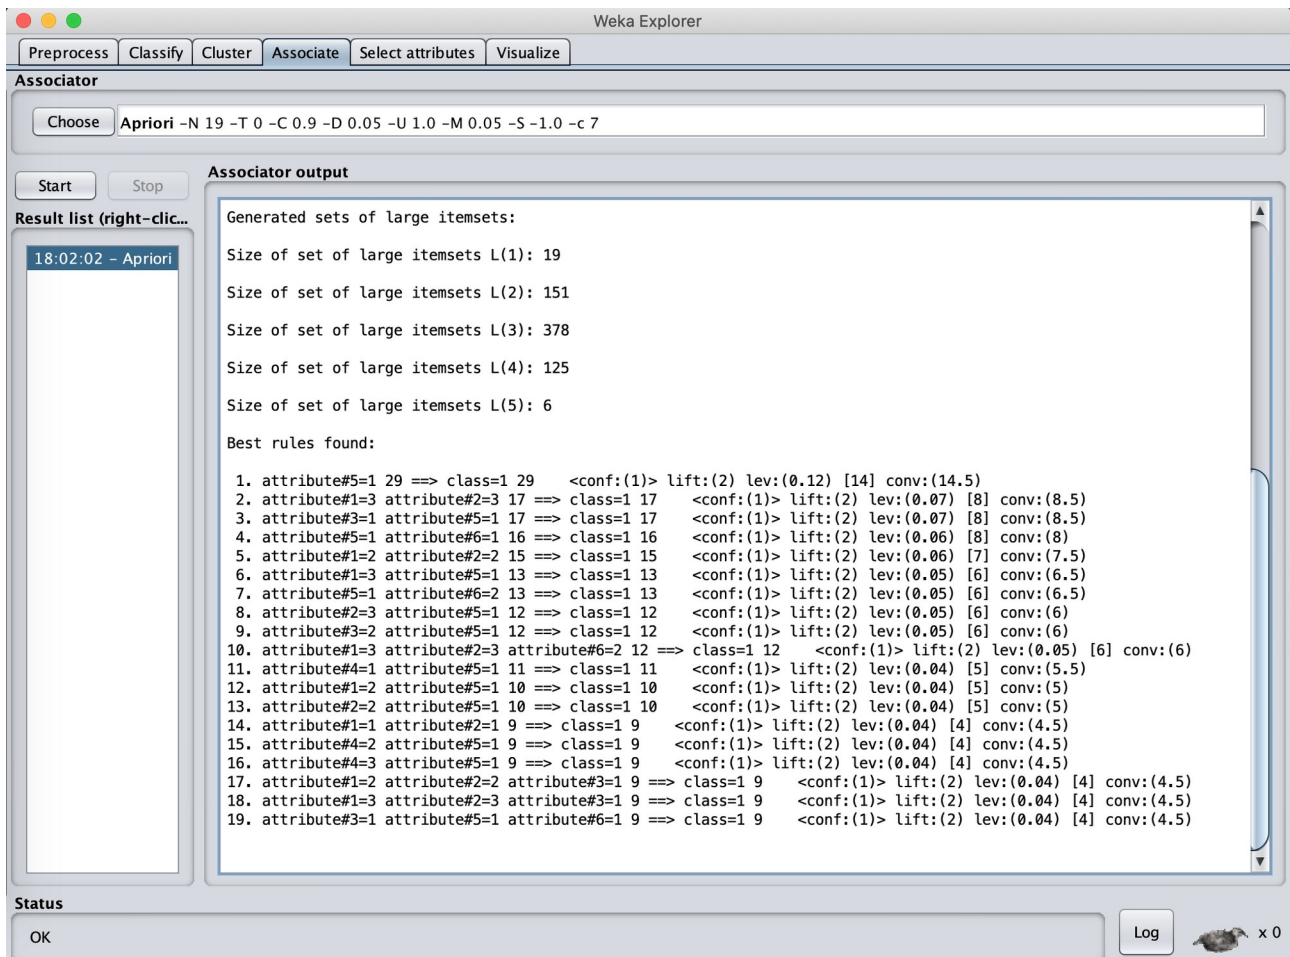 Weka Explorer
Preprocess Classify Cluster Associate Select attributes Visualize
Associator
Choose Apriori -N 19 -T 0 -C 0.9 -D 0.05 -U 1.0 -M 0.05 -S -1.0 -c 7
Start Stop
Result list (right-clic...
18:02:02 - Apriori
Associator output
Generated sets of large itemsets:
Size of set of large itemsets L(1): 19
Size of set of large itemsets L(2): 151
Size of set of large itemsets L(3): 378
Size of set of large itemsets L(4): 125
Size of set of large itemsets L(5): 6
Best rules found:
1. attribute#5=1 29 ==> class=1 29 <conf:(1)> lift:(2) lev:(0.12) [14] conv:(14.5)
2. attribute#1=3 attribute#2=3 17 ==> class=1 17 <conf:(1)> lift:(2) lev:(0.07) [8] conv:(8.5)
3. attribute#3=1 attribute#5=1 17 ==> class=1 17 <conf:(1)> lift:(2) lev:(0.07) [8] conv:(8.5)
4. attribute#5=1 attribute#6=1 16 ==> class=1 16 <conf:(1)> lift:(2) lev:(0.06) [8] conv:(8)
5. attribute#1=2 attribute#2=2 15 ==> class=1 15 <conf:(1)> lift:(2) lev:(0.06) [7] conv:(7.5)
6. attribute#1=3 attribute#5=1 13 ==> class=1 13 <conf:(1)> lift:(2) lev:(0.05) [6] conv:(6.5)
7. attribute#5=1 attribute#6=2 13 ==> class=1 13 <conf:(1)> lift:(2) lev:(0.05) [6] conv:(6.5)
8. attribute#2=3 attribute#5=1 12 ==> class=1 12 <conf:(1)> lift:(2) lev:(0.05) [6] conv:(6)
9. attribute#3=2 attribute#5=1 12 ==> class=1 12 <conf:(1)> lift:(2) lev:(0.05) [6] conv:(6)
10. attribute#1=3 attribute#2=3 attribute#6=2 12 ==> class=1 12 <conf:(1)> lift:(2) lev:(0.05) [6] conv:(6)
11. attribute#4=1 attribute#5=1 11 ==> class=1 11 <conf:(1)> lift:(2) lev:(0.04) [5] conv:(5.5)
12. attribute#1=2 attribute#5=1 10 ==> class=1 10 <conf:(1)> lift:(2) lev:(0.04) [5] conv:(5)
13. attribute#2=2 attribute#5=1 10 ==> class=1 10 <conf:(1)> lift:(2) lev:(0.04) [5] conv:(5)
14. attribute#1=1 attribute#2=1 9 ==> class=1 9 <conf:(1)> lift:(2) lev:(0.04) [4] conv:(4.5)
15. attribute#4=2 attribute#5=1 9 ==> class=1 9 <conf:(1)> lift:(2) lev:(0.04) [4] conv:(4.5)
16. attribute#4=3 attribute#5=1 9 ==> class=1 9 <conf:(1)> lift:(2) lev:(0.04) [4] conv:(4.5)
17. attribute#1=2 attribute#2=2 attribute#3=1 9 ==> class=1 9 <conf:(1)> lift:(2) lev:(0.04) [4] conv:(4.5)
18. attribute#1=3 attribute#2=3 attribute#3=1 9 ==> class=1 9 <conf:(1)> lift:(2) lev:(0.04) [4] conv:(4.5)
19. attribute#3=1 attribute#5=1 attribute#6=1 9 ==> class=1 9 <conf:(1)> lift:(2) lev:(0.04) [4] conv:(4.5)
Status
OK
Log
x 0